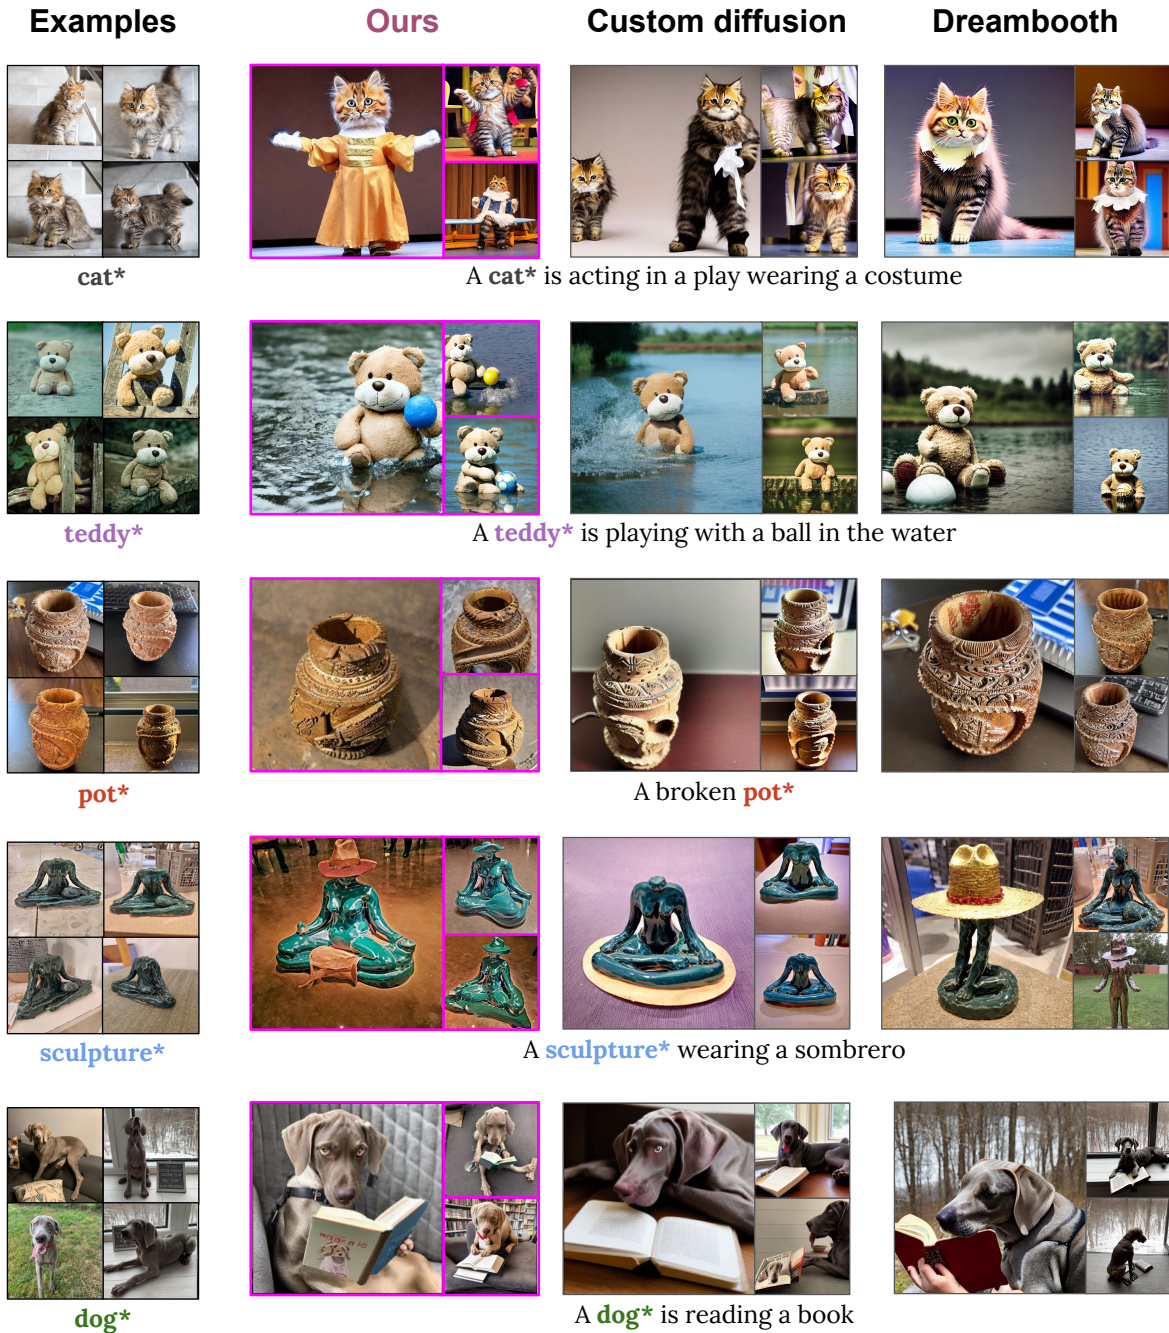 Examples Ours Custom diffusion Dreambooth
cat*
A cat* is acting in a play wearing a costume
teddy*
A teddy* is playing with a ball in the water
pot*
A broken pot*
sculpture*
A sculpture* wearing a sombrero
dog*
A dog* is reading a book